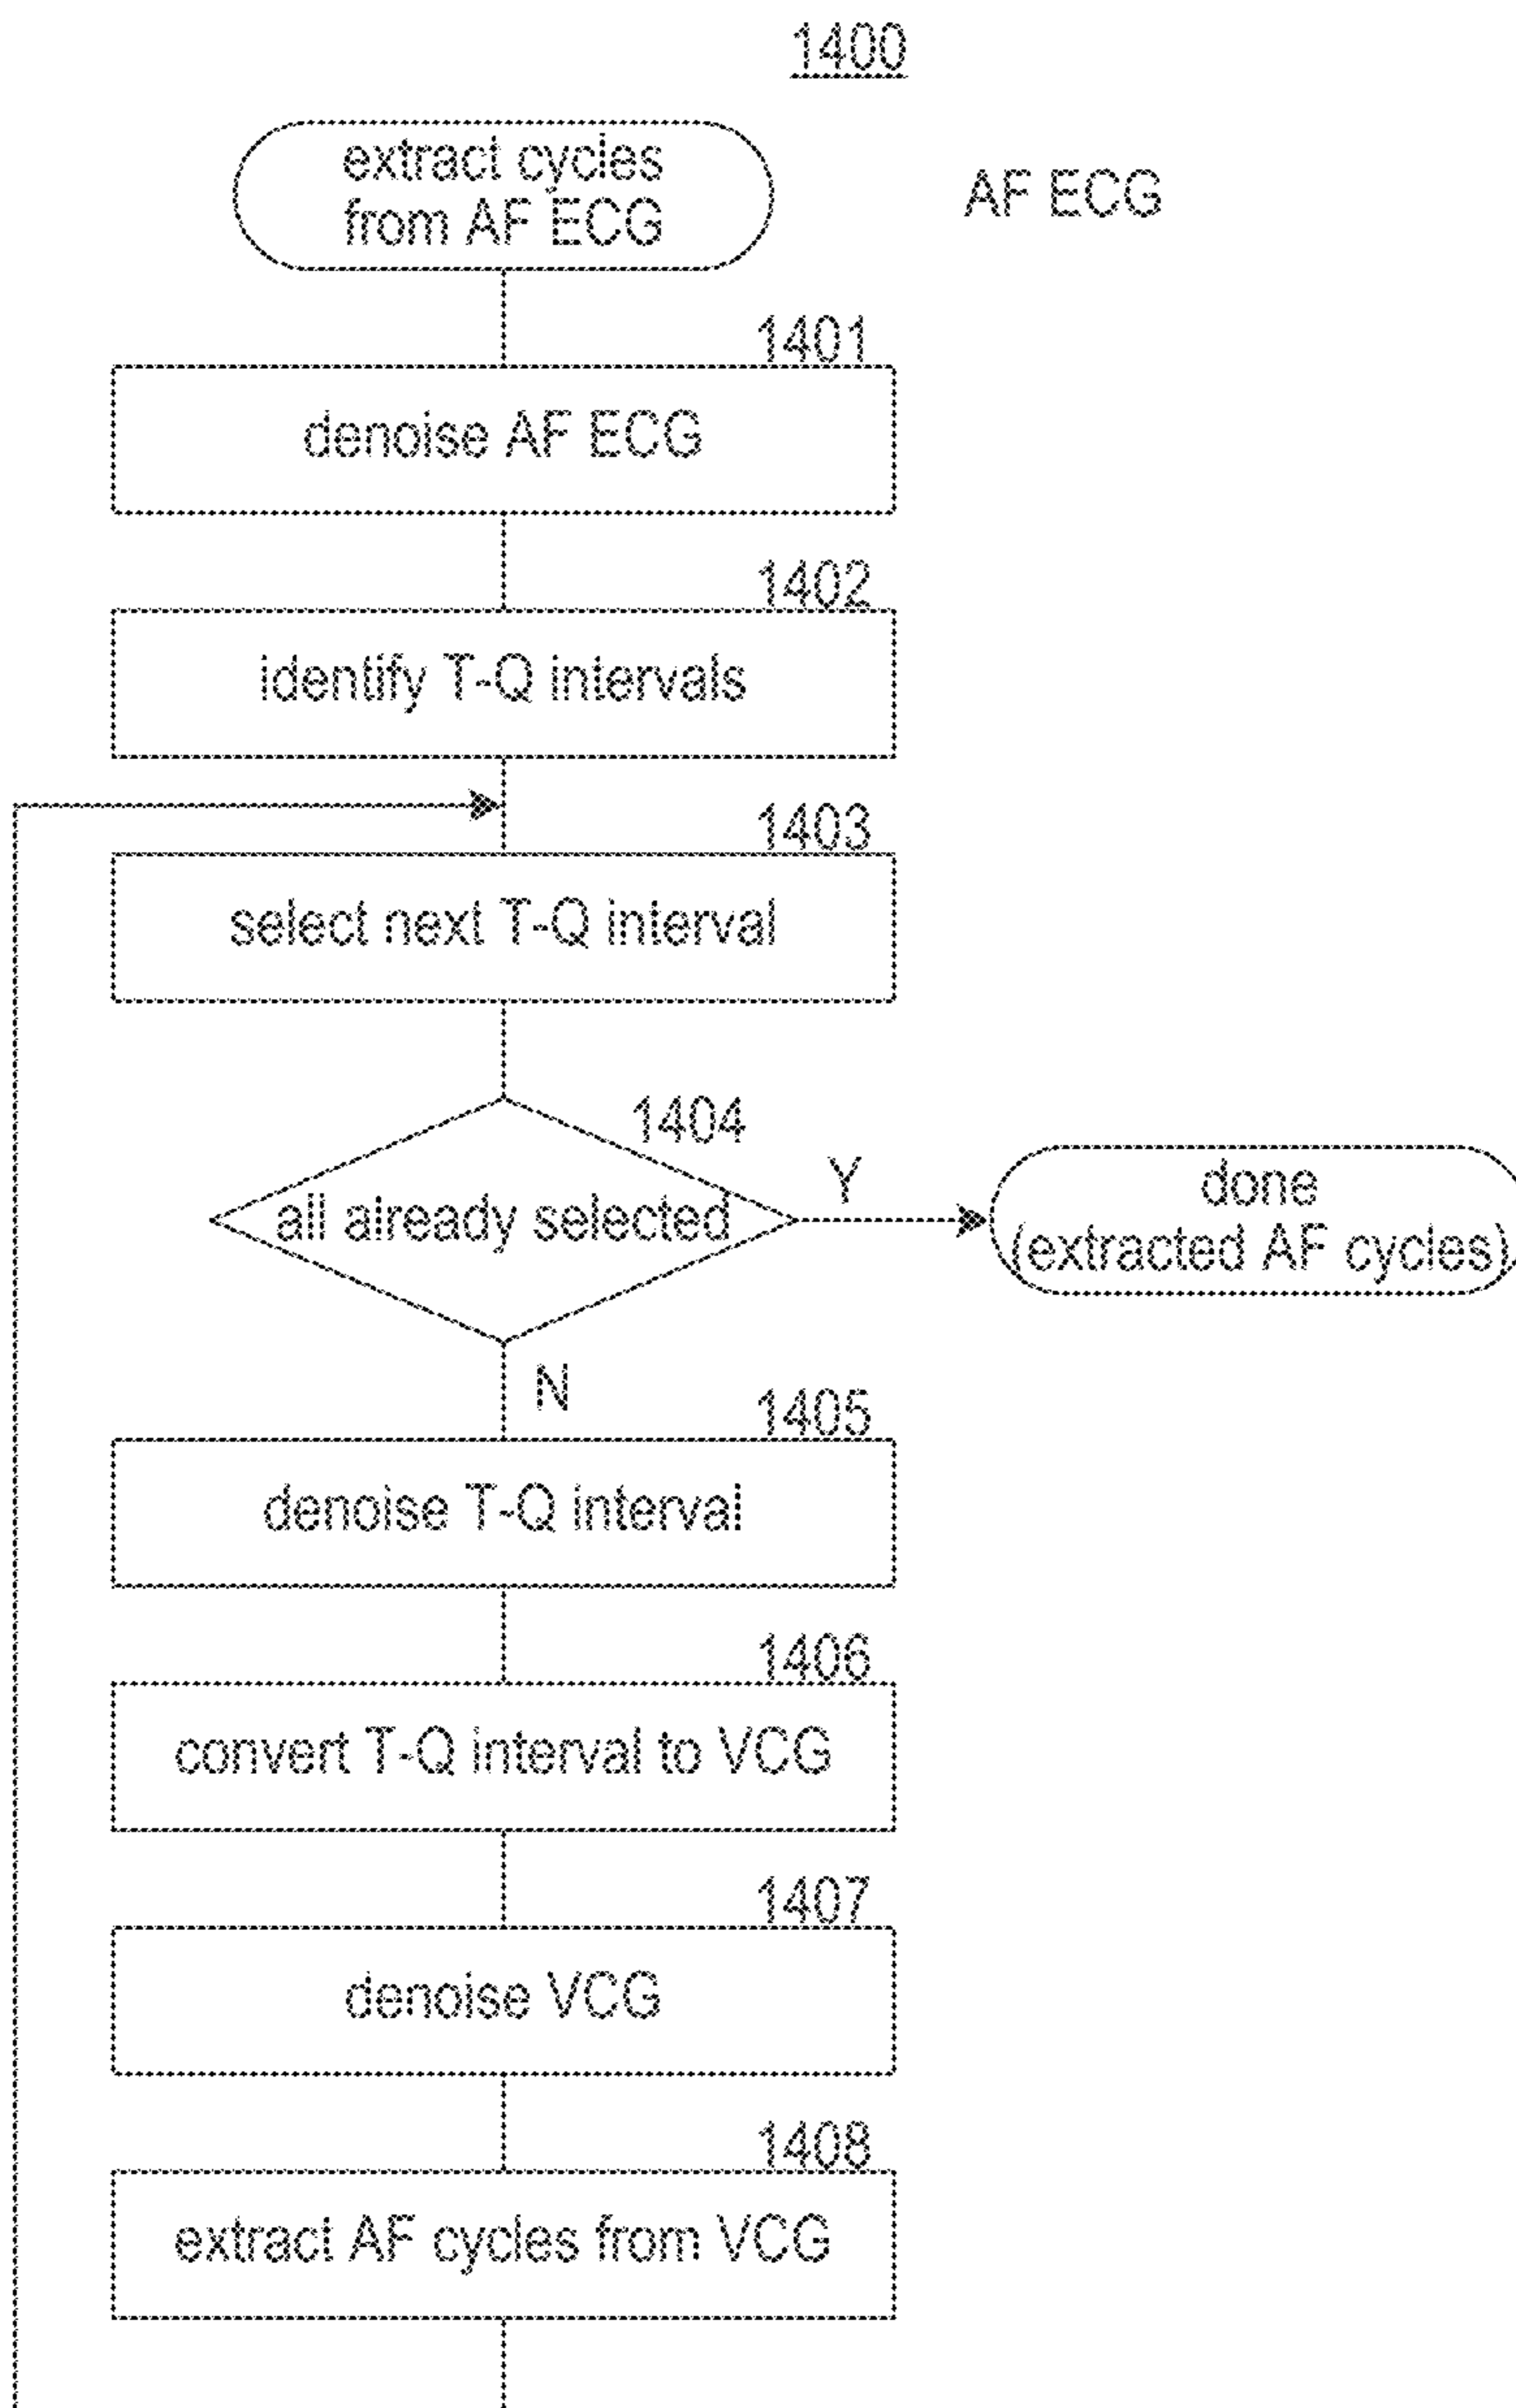 1400
extract cycles
from AF ECG
AF ECG
1401
denoise AF ECG
1402
identify T-Q intervals
1403
select next T-Q interval
1404
all already selected
Y
done
(extracted AF cycles)
N
1405
denoise T-Q interval
1406
convert T-Q interval to VCG
1407
denoise VCG
1408
extract AF cycles from VCG